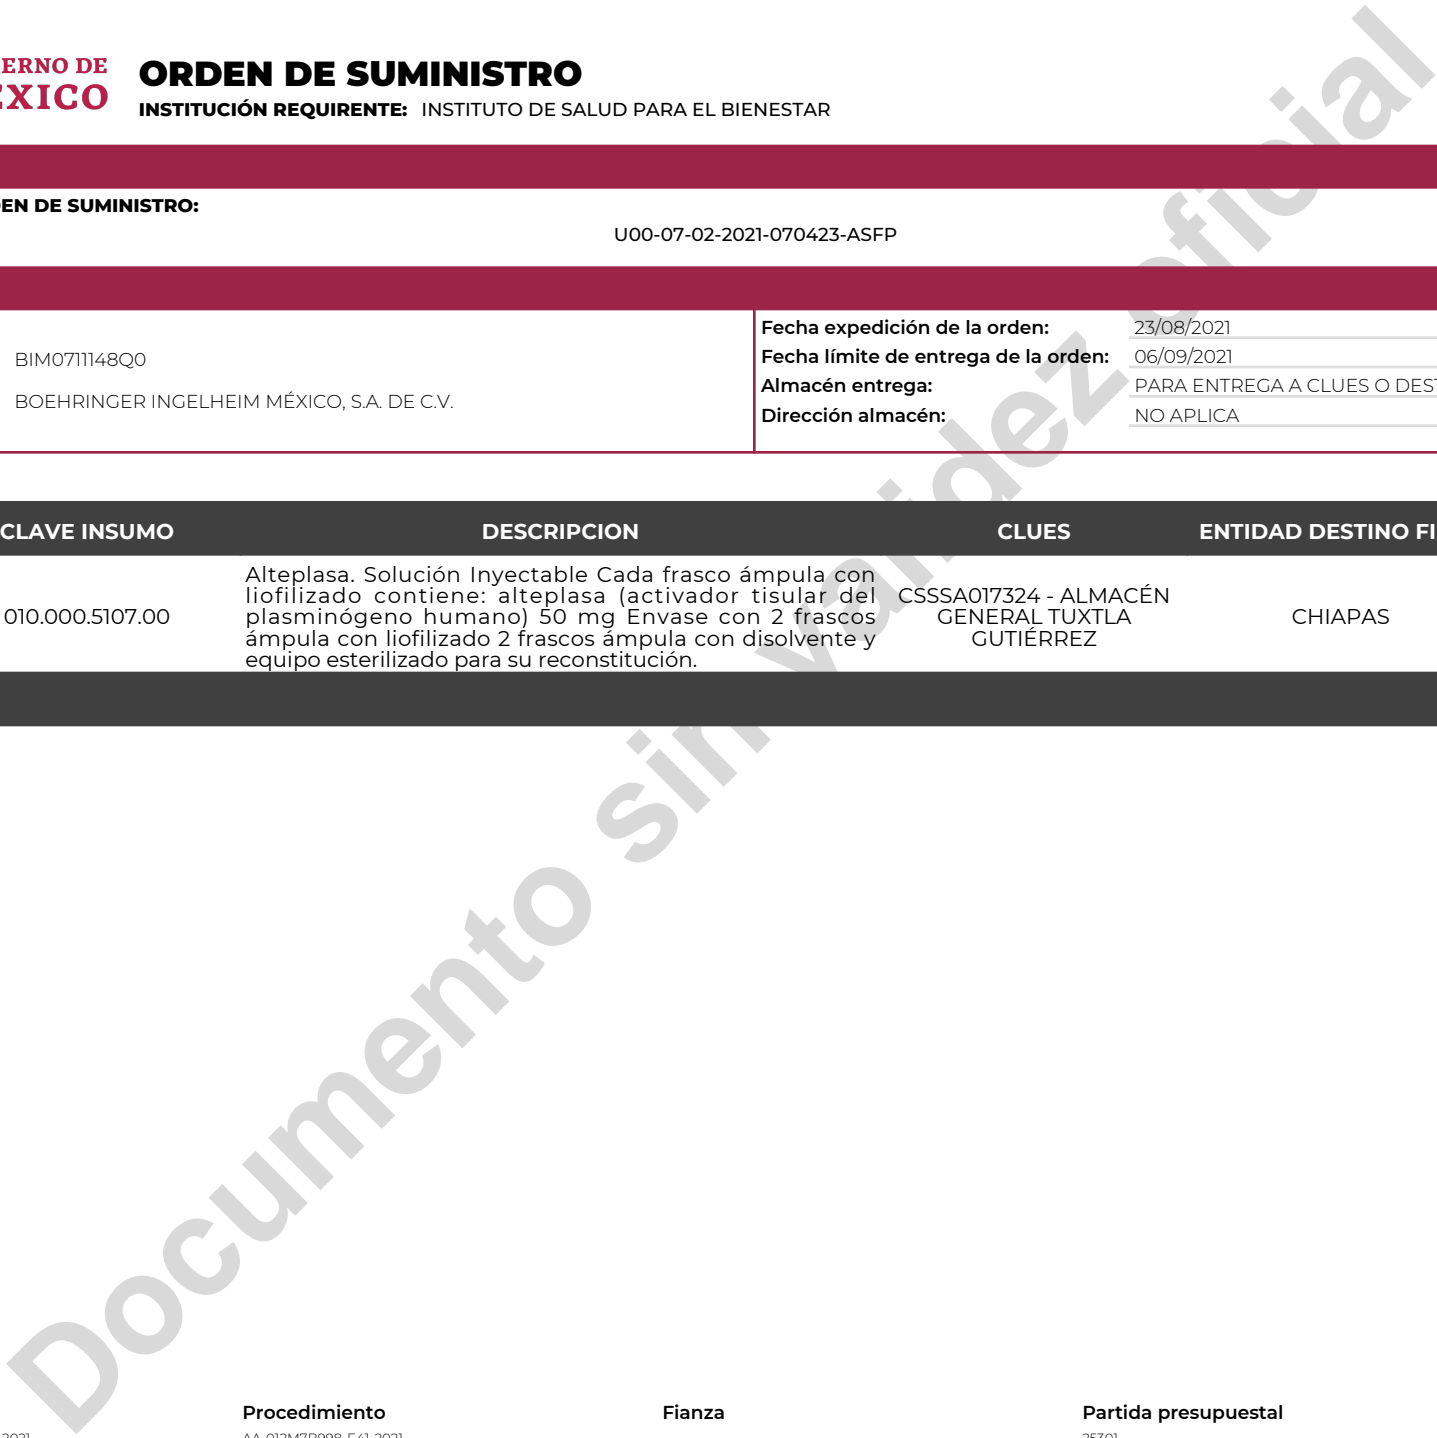 ERNO DE
ÉXICO
ORDEN DE SUMINISTRO
INSTITUCIÓN REQUIRENTE: INSTITUTO DE SALUD PARA EL BIENESTAR
EN DE SUMINISTRO:
U00-07-02-2021-070423-ASFP
BIM0711148Q0
BOEHRINGER INGELHEIM MÉXICO, S.A. DE C.V.
Fecha expedición de la orden: 23/08/2021
Fecha límite de entrega de la orden: 06/09/2021
Almacén entrega: PARA ENTREGA A CLUES O DEST
Dirección almacén: NO APLICA
CLAVE INSUMO DESCRIPCION CLUES ENTIDAD DESTINO FI
010.000.5107.00
Alteplasa. Solución Inyectable Cada frasco ámpula con
liofilizado contiene: alteplasa (activador tisular del
plasminógeno humano) 50 mg Envase con 2 frascos
ámpula con liofilizado 2 frascos ámpula con disolvente y
equipo esterilizado para su reconstitución.
CSSSA017324 - ALMACÉN
GENERAL TUXTLA
GUTIÉRREZ
CHIAPAS
Documento sin validez oficial
Procedimiento Fianza Partida presupuestal